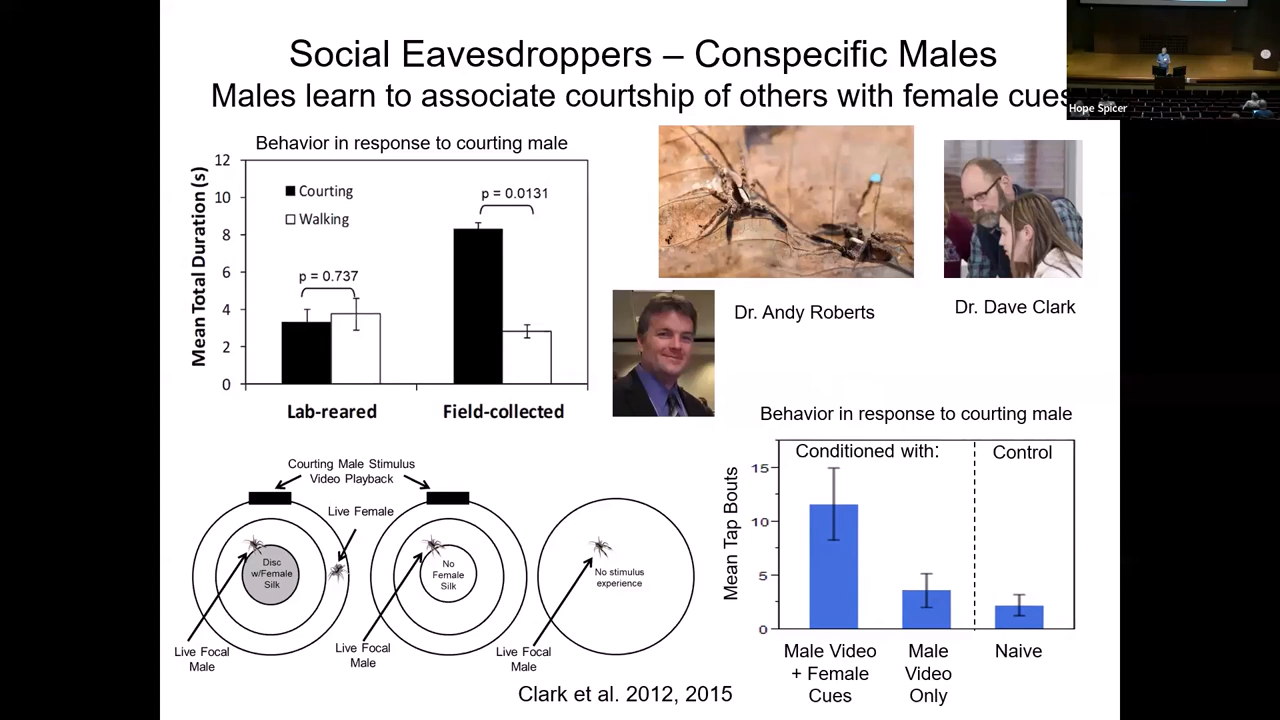 Social Eavesdroppers – Conspecific Males
Males learn to associate courtship of others with female cues
Hope Spicer
Behavior in response to courting male
12
10
8
6
4
2
0
Mean Total Duration (s)
Courting
Walking
p = 0.737
p = 0.0131
Lab-reared
Field-collected
Dr. Andy Roberts
Dr. Dave Clark
Courting Male Stimulus
Video Playback
Live Female
Disc
w/Female
Silk
No
Female
Silk
No stimulus
experience
Live Focal
Male
Live Focal
Male
Live Focal
Male
Behavior in response to courting male
Conditioned with:
Control
Mean Tap Bouts
15
10
5
0
Male Video
+ Female
Cues
Male
Video
Only
Naive
Clark et al. 2012, 2015